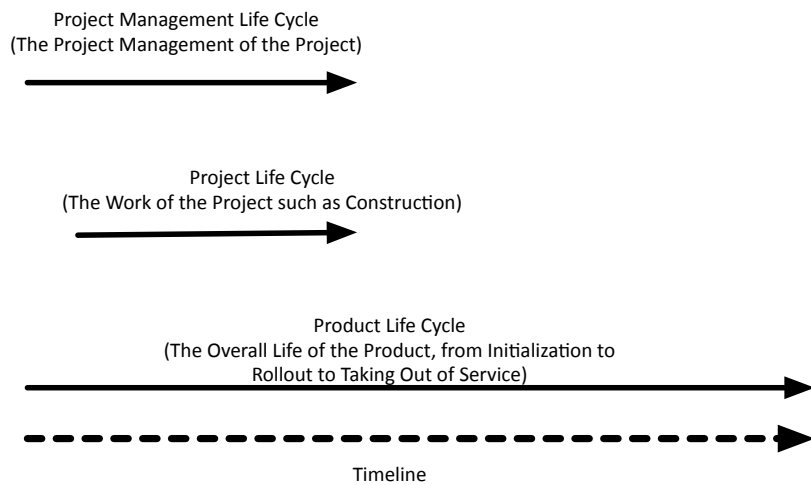 Project Management Life Cycle
(The Project Management of the Project)
Project Life Cycle
(The Work of the Project such as Construction)
Product Life Cycle
(The Overall Life of the Product, from Initialization to
Rollout to Taking Out of Service)
Timeline